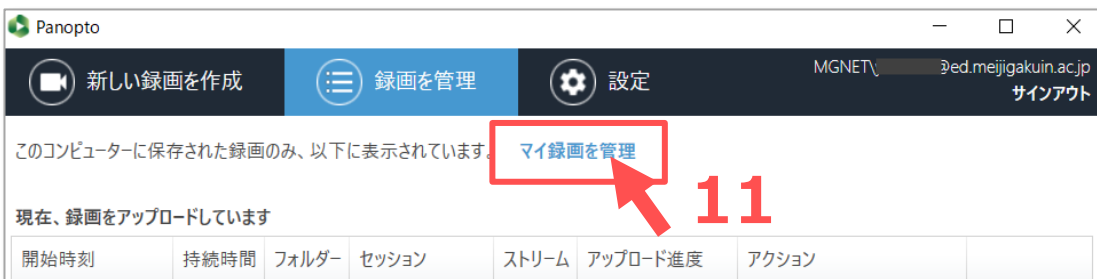 Panopto
新しい録画を作成 録画を管理 設定
MGNET\ @ed.meijigakuin.ac.jp
サインアウト
このコンピューターに保存された録画のみ、以下に表示されています。 マイ録画を管理
11
現在、録画をアップロードしています
開始時刻 持続時間 フォルダー セッション ストリーム アップロード進度 アクション